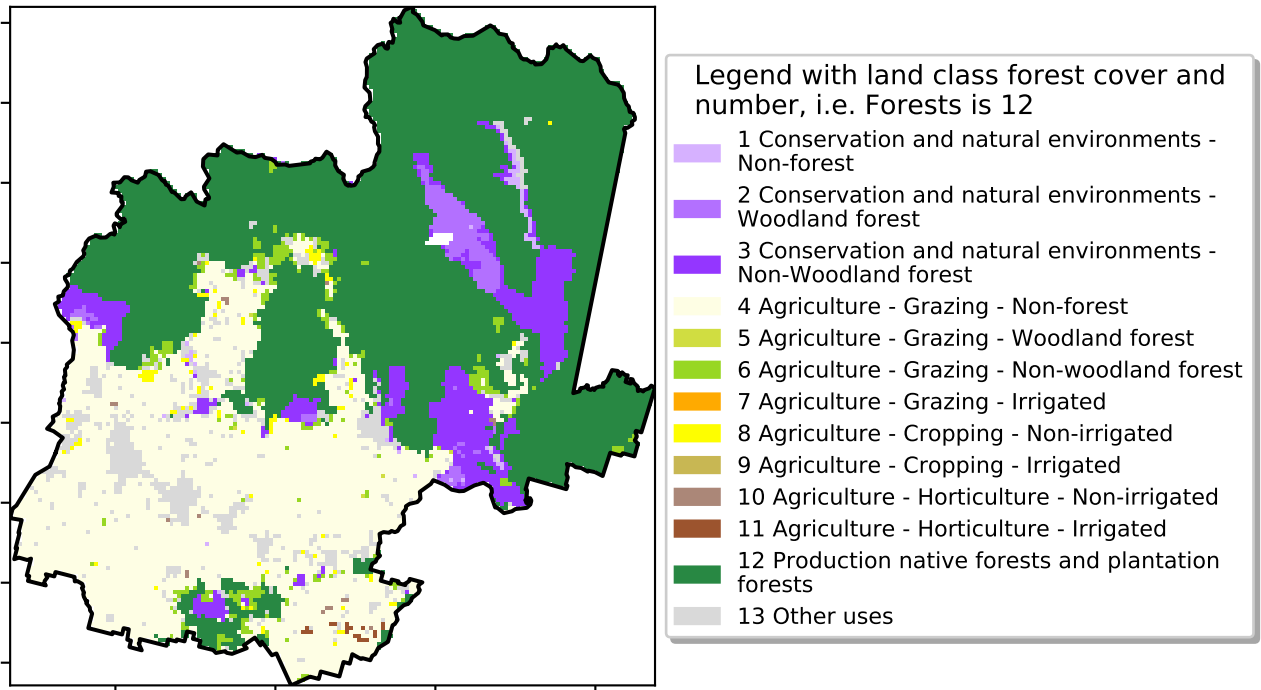 Legend with land class forest cover and
number, i.e. Forests is 12
1 Conservation and natural environments -
Non-forest
2 Conservation and natural environments -
Woodland forest
3 Conservation and natural environments -
Non-Woodland forest
4 Agriculture - Grazing - Non-forest
5 Agriculture - Grazing - Woodland forest
6 Agriculture - Grazing - Non-woodland forest
7 Agriculture - Grazing - Irrigated
8 Agriculture - Cropping - Non-irrigated
9 Agriculture - Cropping - Irrigated
10 Agriculture - Horticulture - Non-irrigated
11 Agriculture - Horticulture - Irrigated
12 Production native forests and plantation
forests
13 Other uses